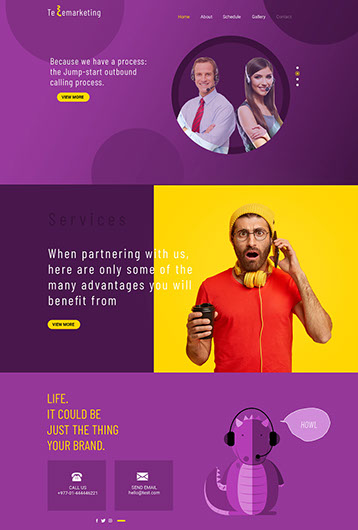 Telemarketing
Home About Schedule Gallery Contact
Because we have a process:
the Jump-start outbound
calling process.
VIEW MORE
Services
When partnering with us,
here are only some of the
many advantages you will
benefit from
VIEW MORE
LIFE.
IT COULD BE
JUST THE THING
YOUR BRAND.
HOWL
CALL US
+977-01-444446221
SEND EMAIL
hello@test.com